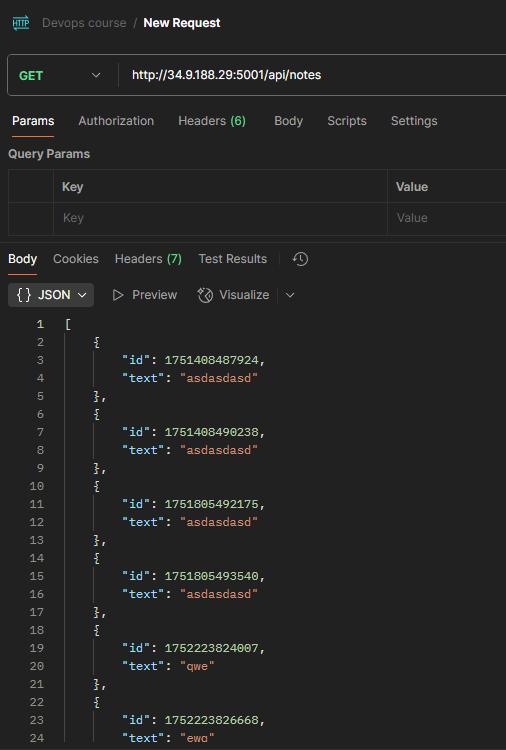 HTTP Devops course / New Request
GET http://34.9.188.29:5001/api/notes
Params Authorization Headers (6) Body Scripts Settings
Query Params
Key Value
Key Value
Body Cookies Headers (7) Test Results
{} JSON Preview Visualize
1 [
2 {
3 "id": 1751408487924,
4 "text": "asdasdasd"
5 },
6 {
7 "id": 1751408490238,
8 "text": "asdasdasd"
9 },
10 {
11 "id": 1751805492175,
12 "text": "asdasdasd"
13 },
14 {
15 "id": 1751805493540,
16 "text": "asdasdasd"
17 },
18 {
19 "id": 1752223824007,
20 "text": "qwe"
21 },
22 {
23 "id": 1752223826668,
24 "text": "ewq"